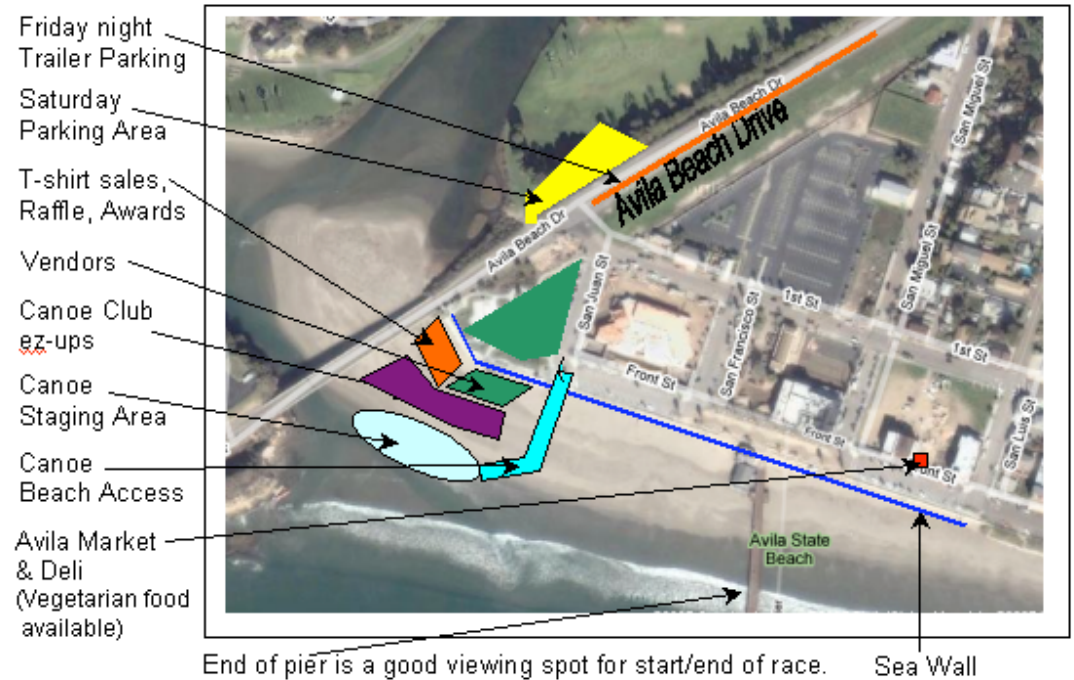 Friday night
Trailer Parking
Saturday
Parking Area
T-shirt sales,
Raffle, Awards
Vendors
Canoe Club
ez-ups
Canoe
Staging Area
Canoe
Beach Access
Avila Market
& Deli
(Vegetarian food
available)
End of pier is a good viewing spot for start/end of race.
Sea Wall
Avila Beach Dr
Avila Beach Drive
Avila Beach Dr
San Juan St
San Francisco St
San Miguel St
San Miguel St
1st St
1st St
Front St
Front St
ont St
San Luis St
Avila State
Beach